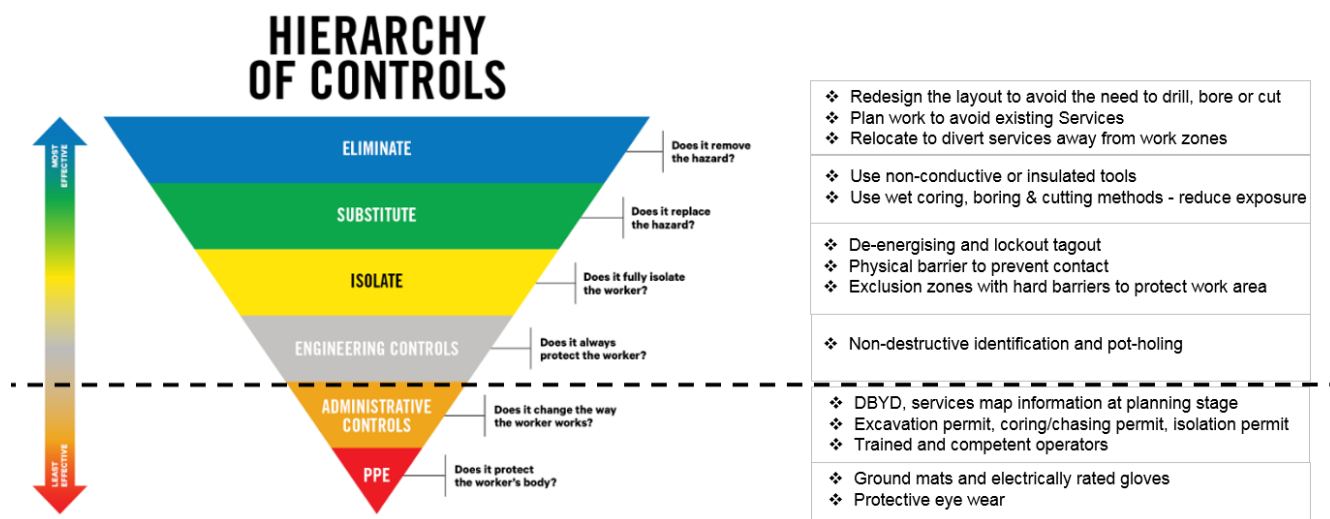 HIERARCHY
OF CONTROLS
MOST
EFFECTIVE
ELIMINATE
Does it remove
the hazard?
❖ Redesign the layout to avoid the need to drill, bore or cut
❖ Plan work to avoid existing Services
❖ Relocate to divert services away from work zones
SUBSTITUTE
Does it replace
the hazard?
❖ Use non-conductive or insulated tools
❖ Use wet coring, boring & cutting methods - reduce exposure
ISOLATE
Does it fully isolate
the worker?
❖ De-energising and lockout tagout
❖ Physical barrier to prevent contact
❖ Exclusion zones with hard barriers to protect work area
ENGINEERING CONTROLS
Does it always
protect the worker?
❖ Non-destructive identification and pot-holing
ADMINISTRATIVE
CONTROLS
Does it change the way
the worker works?
❖ DBYD, services map information at planning stage
❖ Excavation permit, coring/chasing permit, isolation permit
❖ Trained and competent operators
PPE
Does it protect
the worker's body?
❖ Ground mats and electrically rated gloves
❖ Protective eye wear
LEAST
EFFECTIVE